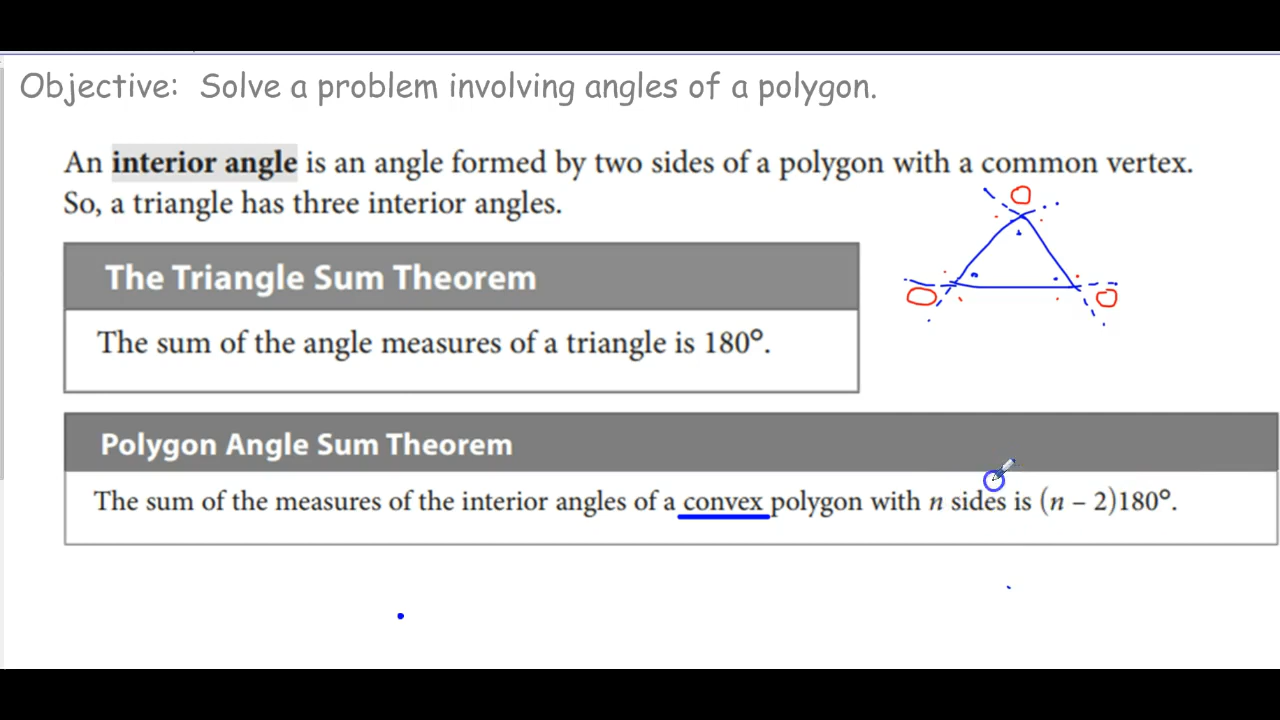 Objective: Solve a problem involving angles of a polygon.
An interior angle is an angle formed by two sides of a polygon with a common vertex.
So, a triangle has three interior angles.
The Triangle Sum Theorem
The sum of the angle measures of a triangle is 180°.
Polygon Angle Sum Theorem
The sum of the measures of the interior angles of a convex polygon with n sides is (n – 2)180°.